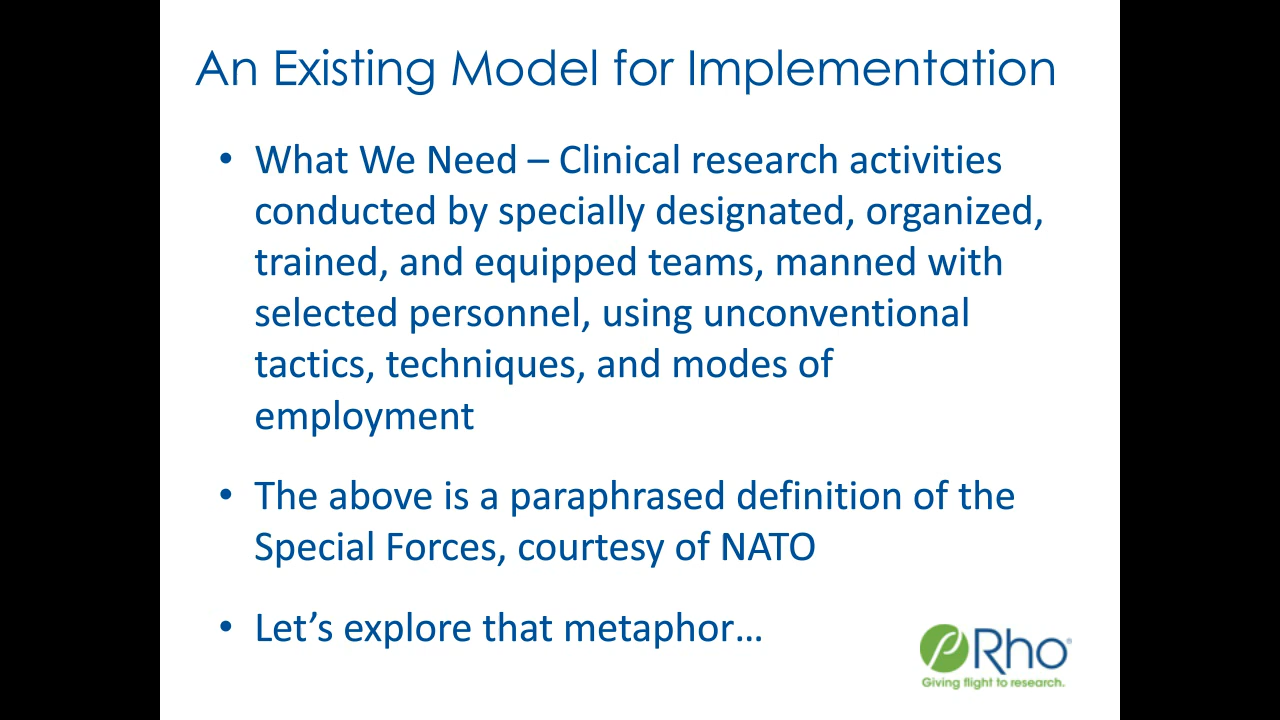 An Existing Model for Implementation
• What We Need – Clinical research activities
conducted by specially designated, organized,
trained, and equipped teams, manned with
selected personnel, using unconventional
tactics, techniques, and modes of
employment
• The above is a paraphrased definition of the
Special Forces, courtesy of NATO
• Let’s explore that metaphor…
Rho®
Giving flight to research.